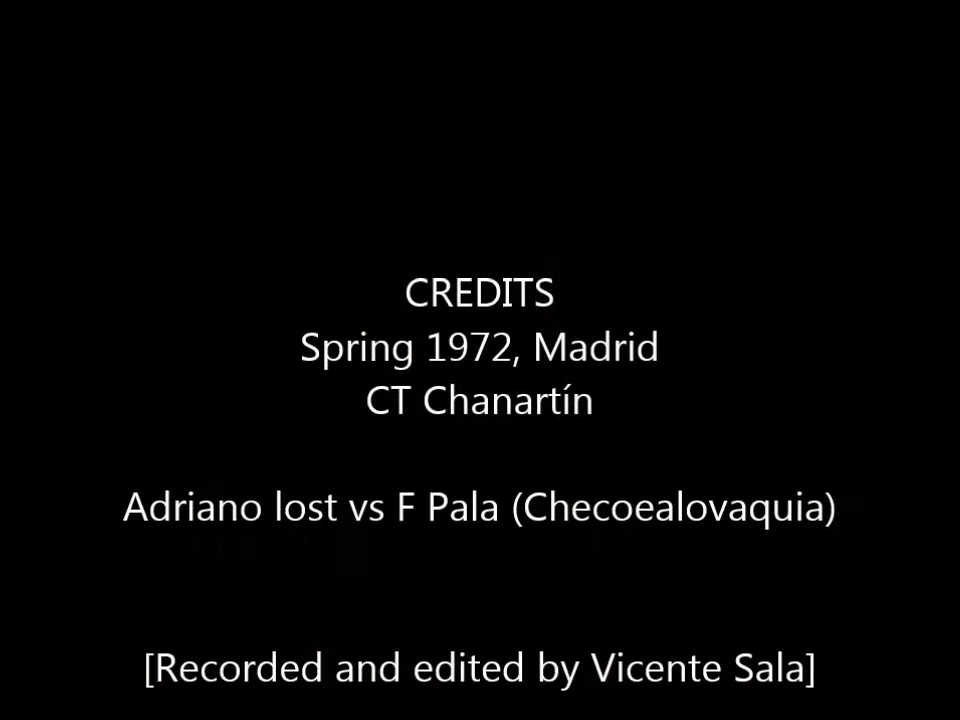 CREDITS
Spring 1972, Madrid
CT Chanartín
Adriano lost vs F Pala (Checoealovaquia)
[Recorded and edited by Vicente Sala]